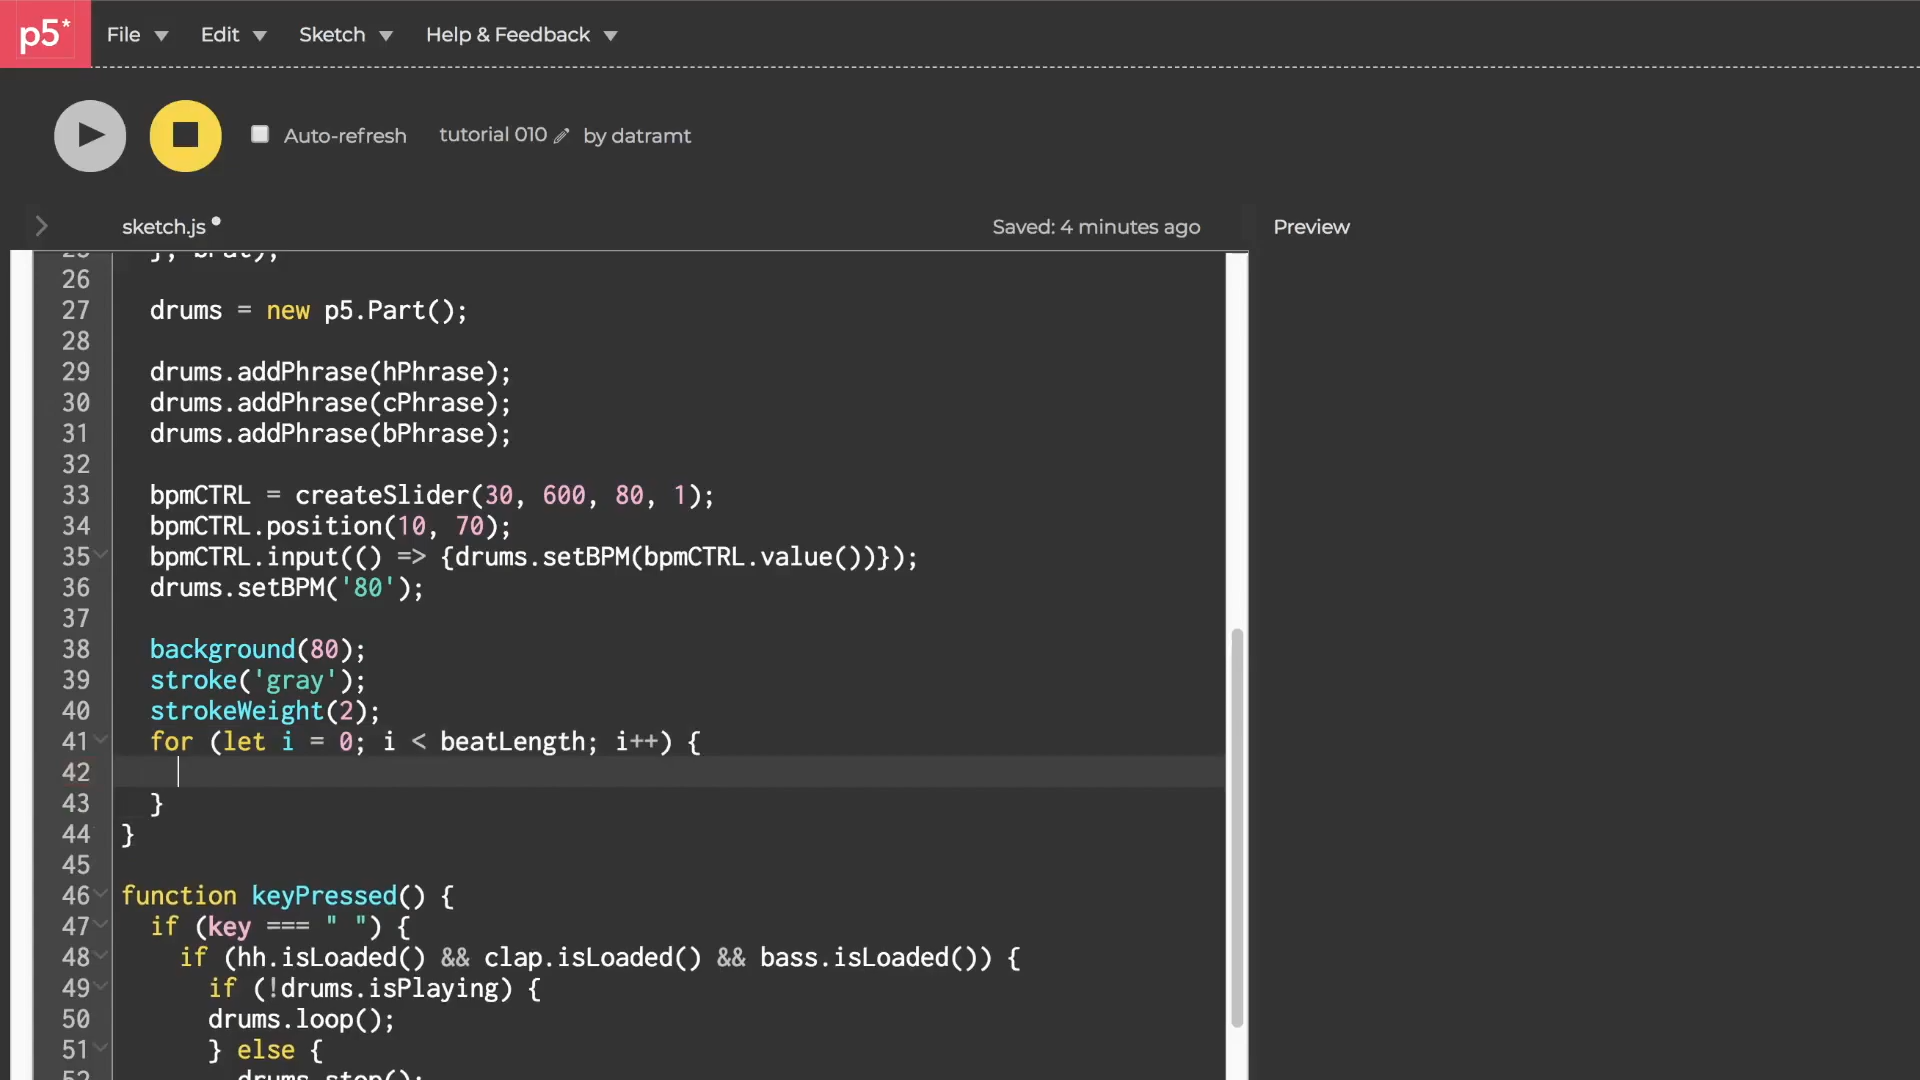 p5* File Edit Sketch Help & Feedback
Auto-refresh tutorial 010 by datramt
sketch.js Saved: 4 minutes ago Preview
26
27 drums = new p5.Part();
28
29 drums.addPhrase(hPhrase);
30 drums.addPhrase(cPhrase);
31 drums.addPhrase(bPhrase);
32
33 bpmCTRL = createSlider(30, 600, 80, 1);
34 bpmCTRL.position(10, 70);
35 bpmCTRL.input(() => {drums.setBPM(bpmCTRL.value())});
36 drums.setBPM('80');
37
38 background(80);
39 stroke('gray');
40 strokeWeight(2);
41 for (let i = 0; i < beatLength; i++) {
42
43 }
44 }
45
46 function keyPressed() {
47 if (key === " ") {
48 if (hh.isLoaded() && clap.isLoaded() && bass.isLoaded()) {
49 if (!drums.isPlaying) {
50 drums.loop();
51 } else {
52 drums.stop();